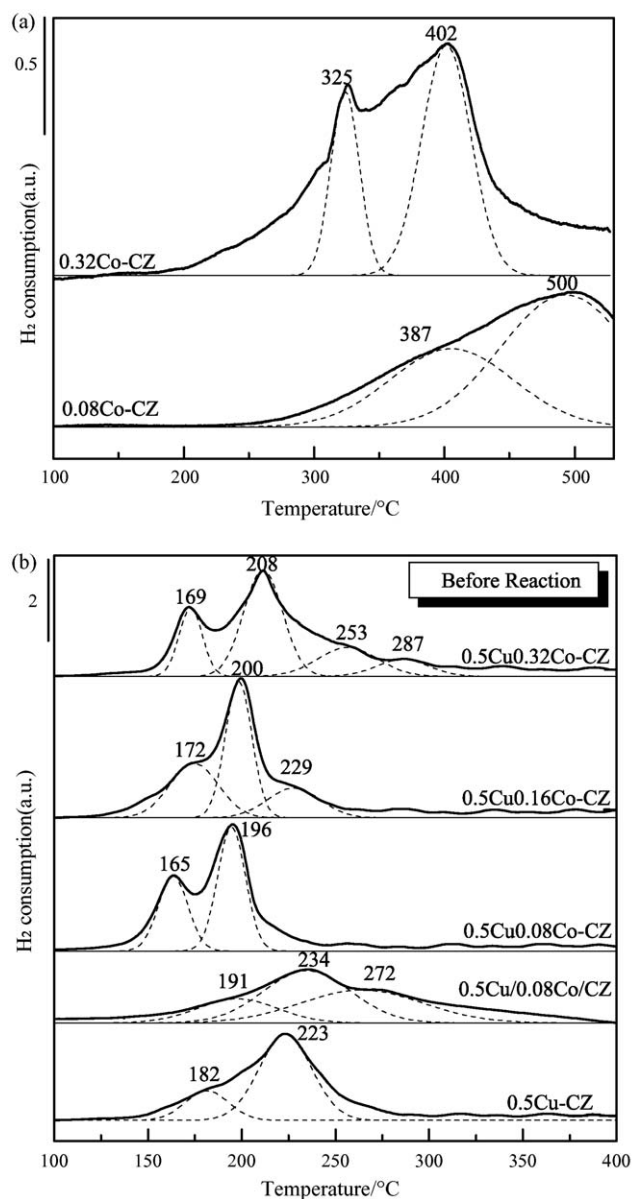 (a)
0.5
325
402
0.32Co-CZ
500
387
0.08Co-CZ
H₂ consumption(a.u.)
100 200 300 400 500
Temperature/°C
(b)
2
Before Reaction
208
169
253
287
0.5Cu0.32Co-CZ
200
172
229
0.5Cu0.16Co-CZ
196
165
0.5Cu0.08Co-CZ
234
191
272
0.5Cu/0.08Co/CZ
223
182
0.5Cu-CZ
H₂ consumption(a.u.)
100 150 200 250 300 350 400
Temperature/°C